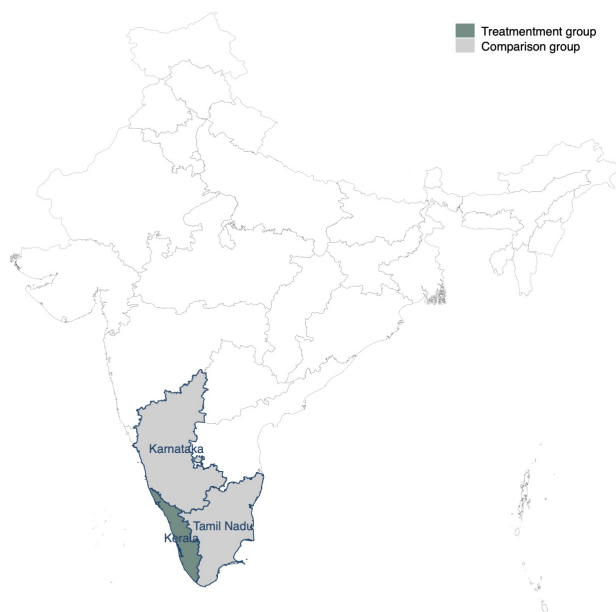 Treatmentment group
Comparison group
Karnataka
Tamil Nadu
Kerala